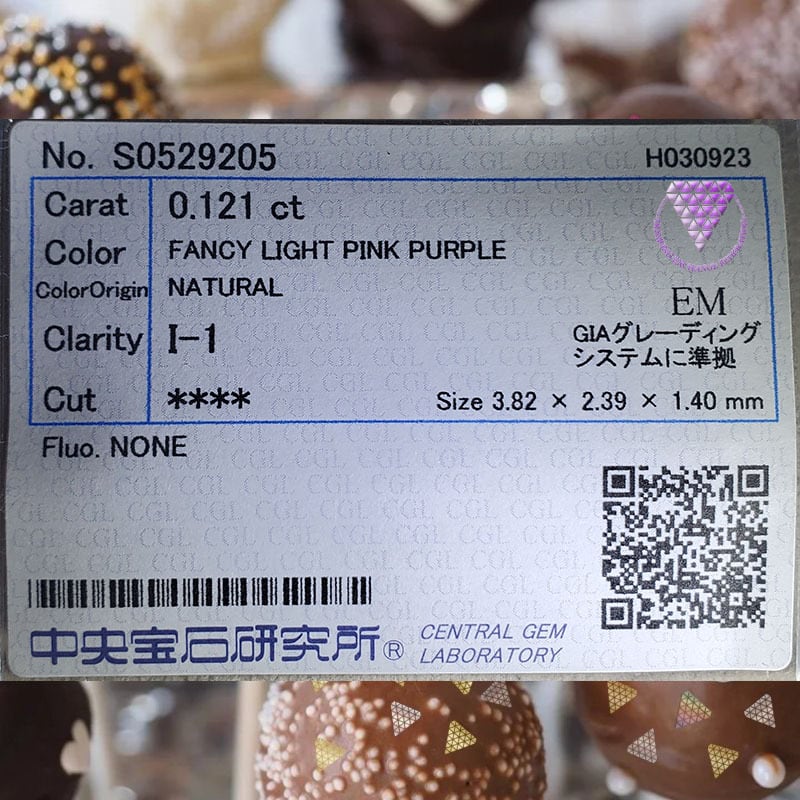 No. S0529205
H030923
Carat 0.121 ct
Color FANCY LIGHT PINK PURPLE
ColorOrigin NATURAL
EM
Clarity I-1
GIAグレーディング
システムに準拠
Cut ****
Size 3.82 × 2.39 × 1.40 mm
Fluo. NONE
中央宝石研究所®
CENTRAL GEM
LABORATORY